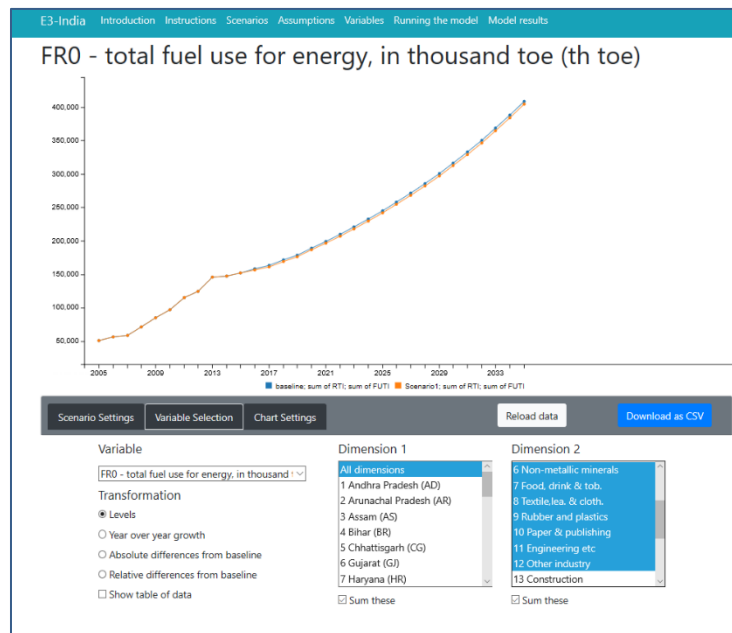 E3-India Introduction Instructions Scenarios Assumptions Variables Running the model Model results
FR0 - total fuel use for energy, in thousand toe (th toe)
400,000
350,000
300,000
250,000
200,000
150,000
100,000
50,000
2005 2009 2013 2017 2021 2025 2029 2033
baseline; sum of RTI; sum of FUTI Scenario1; sum of RTI; sum of FUTI
Scenario Settings Variable Selection Chart Settings Reload data Download as CSV
Variable Dimension 1 Dimension 2
FR0 - total fuel use for energy, in thousand
Transformation
Levels
Year over year growth
Absolute differences from baseline
Relative differences from baseline
Show table of data
All dimensions
1 Andhra Pradesh (AD)
2 Arunachal Pradesh (AR)
3 Assam (AS)
4 Bihar (BR)
5 Chhattisgarh (CG)
6 Gujarat (GJ)
7 Haryana (HR)
Sum these
6 Non-metallic minerals
7 Food, drink & tob.
8 Textile,lea. & cloth.
9 Rubber and plastics
10 Paper & publishing
11 Engineering etc
12 Other industry
13 Construction
Sum these